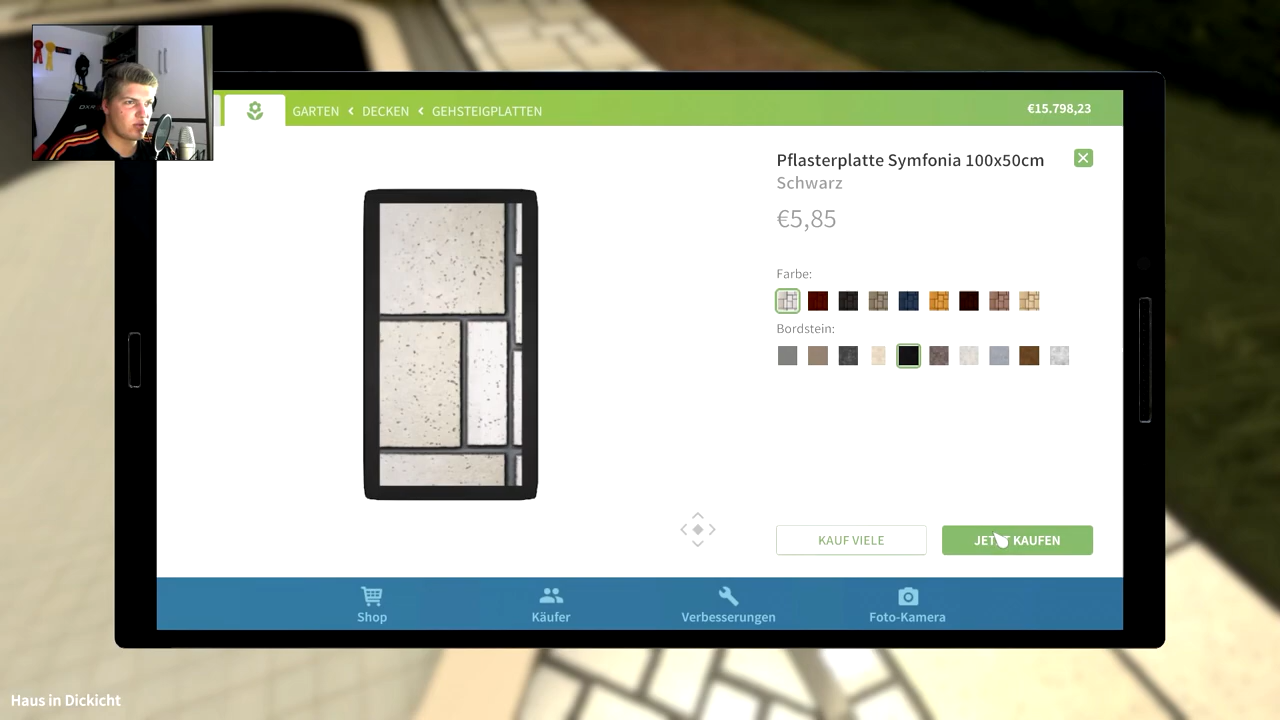 GARTEN < DECKEN < GEHSTEIGPLATTEN
€15.798,23
Pflasterplatte Symfonia 100x50cm
Schwarz
€5,85
Farbe:
Bordstein:
KAUF VIELE
JETZT KAUFEN
Shop
Käufer
Verbesserungen
Foto-Kamera
Haus in Dickicht